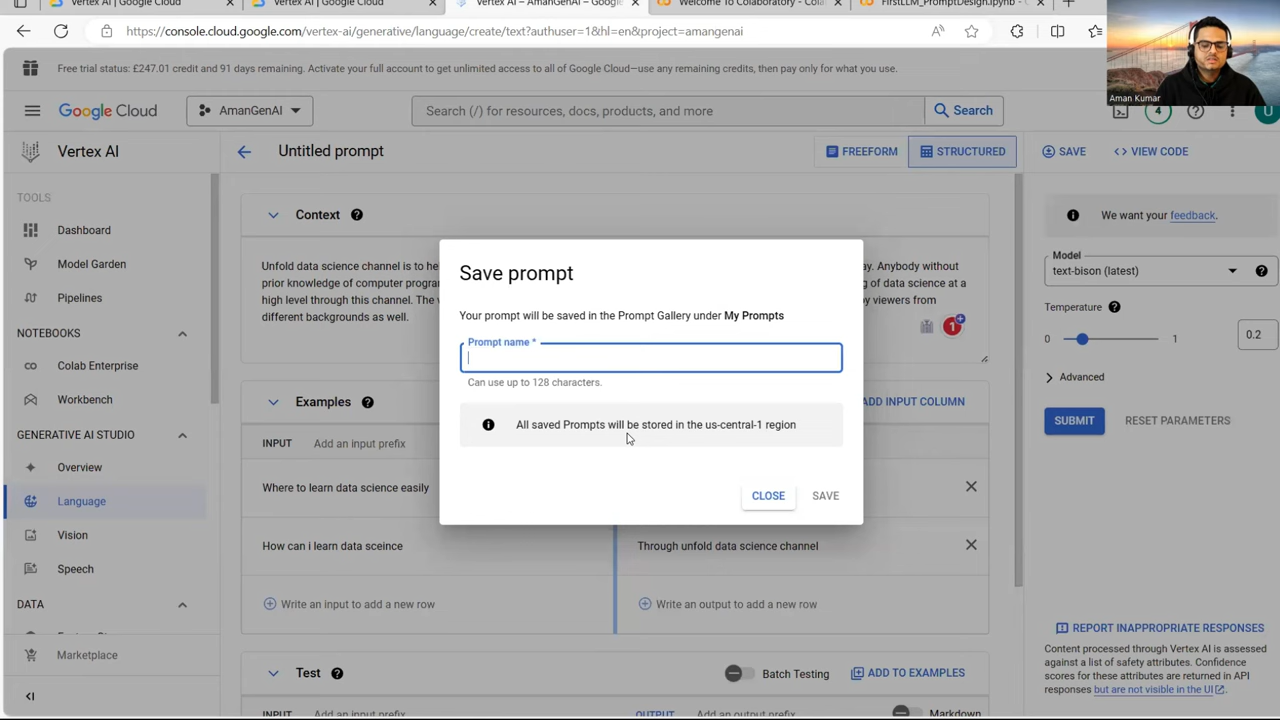 Vertex AI | Google Cloud
Vertex AI | Google Cloud
Vertex AI – AmanGenAI – Google
Welcome To Colaboratory - Colab
FirstLLM_PromptDesign.ipynb - C
https://console.cloud.google.com/vertex-ai/generative/language/create/text?authuser=1&hl=en&project=amangenai
Free trial status: £247.01 credit and 91 days remaining. Activate your full account to get unlimited access to all of Google Cloud—use any remaining credits, then pay only for what you use.
Aman Kumar
Google Cloud
AmanGenAI
Search (/) for resources, docs, products, and more
Search
4
U
Vertex AI
Untitled prompt
FREEFORM
STRUCTURED
SAVE
VIEW CODE
TOOLS
Dashboard
Model Garden
Pipelines
NOTEBOOKS
Colab Enterprise
Workbench
GENERATIVE AI STUDIO
Overview
Language
Vision
Speech
DATA
Marketplace
Context
Unfold data science channel is to he
ay. Anybody without
prior knowledge of computer progra
g of data science at a
high level through this channel. The v
y viewers from
different backgrounds as well.
1
Examples
ADD INPUT COLUMN
INPUT
Add an input prefix
Where to learn data science easily
How can i learn data sceince
Through unfold data science channel
Write an input to add a new row
Write an output to add a new row
Test
Batch Testing
ADD TO EXAMPLES
INPUT
Add an input prefix
OUTPUT
Add an output prefix
Markdown
Save prompt
Your prompt will be saved in the Prompt Gallery under My Prompts
Prompt name *
Can use up to 128 characters.
All saved Prompts will be stored in the us-central-1 region
CLOSE
SAVE
We want your feedback.
Model
text-bison (latest)
Temperature
0
1
0.2
Advanced
SUBMIT
RESET PARAMETERS
REPORT INAPPROPRIATE RESPONSES
Content processed through Vertex AI is assessed
against a list of safety attributes. Confidence
scores for these attributes are returned in API
responses but are not visible in the UI.